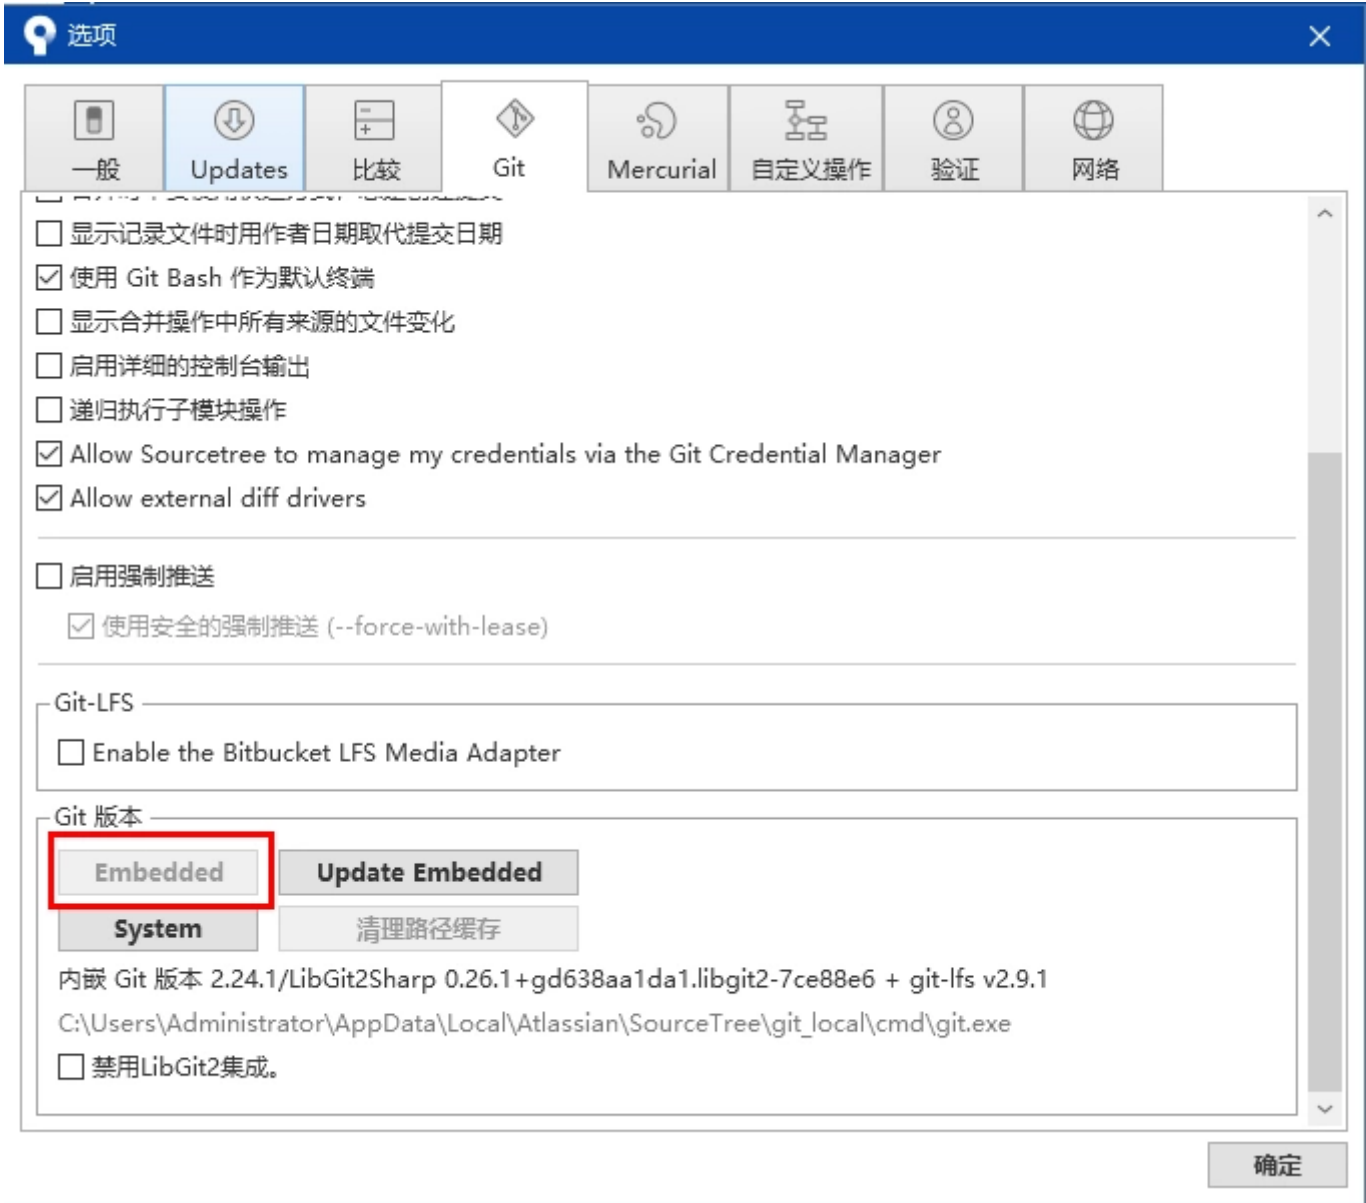 选项
一般
Updates
比较
Git
Mercurial
自定义操作
验证
网络
显示记录文件时用作者日期取代提交日期
使用 Git Bash 作为默认终端
显示合并操作中所有来源的文件变化
启用详细的控制台输出
递归执行子模块操作
Allow Sourcetree to manage my credentials via the Git Credential Manager
Allow external diff drivers
启用强制推送
使用安全的强制推送 (--force-with-lease)
Git-LFS
Enable the Bitbucket LFS Media Adapter
Git 版本
Embedded
Update Embedded
System
清理路径缓存
内嵌 Git 版本 2.24.1/LibGit2Sharp 0.26.1+gd638aa1da1.libgit2-7ce88e6 + git-lfs v2.9.1
C:\Users\Administrator\AppData\Local\Atlassian\SourceTree\git_local\cmd\git.exe
禁用LibGit2集成。
确定